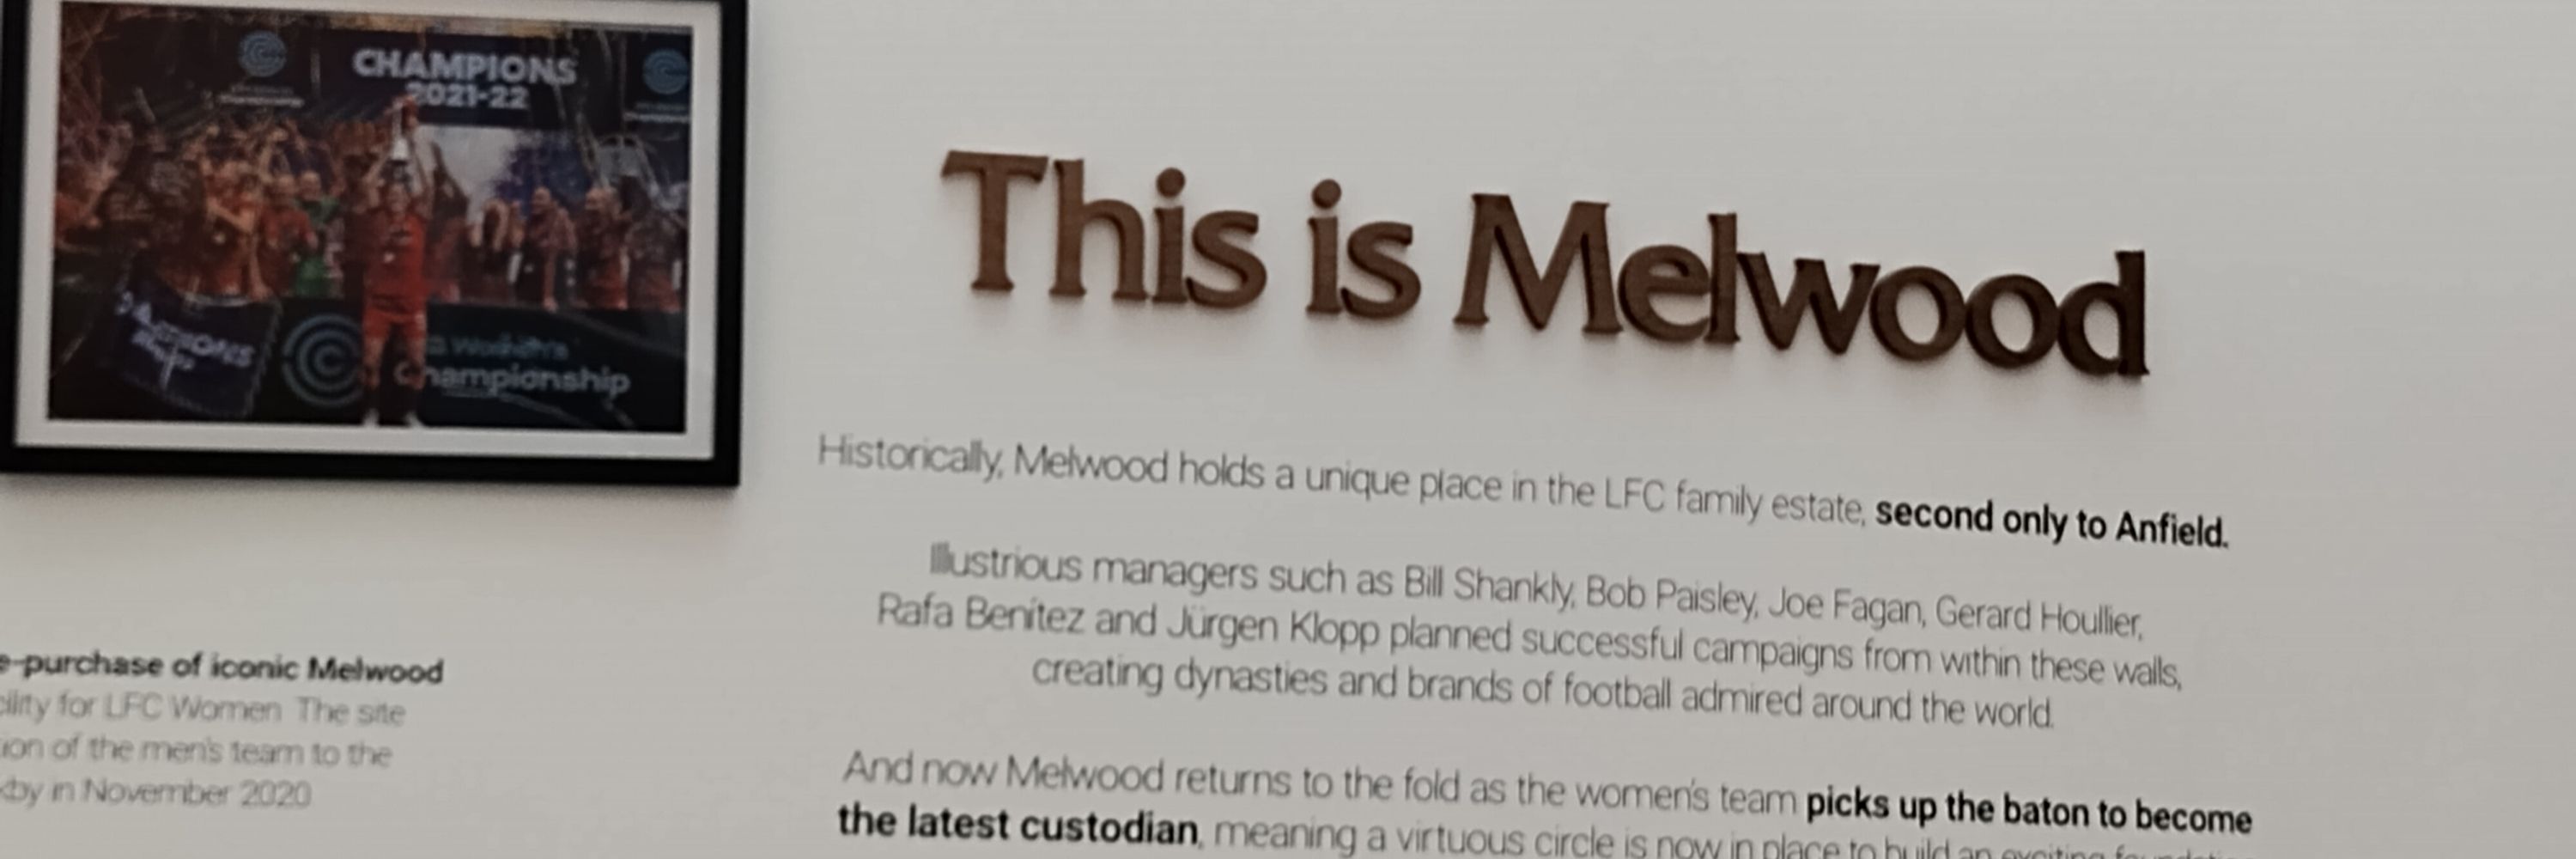 CHAMPIONS
2021-22
Championship
This is Melwood
Historically, Melwood holds a unique place in the LFC family estate, second only to Anfield.
Illustrious managers such as Bill Shankly, Bob Paisley, Joe Fagan, Gerard Houllier,
Rafa Benítez and Jürgen Klopp planned successful campaigns from within these walls,
creating dynasties and brands of football admired around the world.
And now Melwood returns to the fold as the women's team picks up the baton to become
the latest custodian, meaning a virtuous circle is now in place to build an exciting
e-purchase of iconic Melwood
for LFC Women. The site
of the men's team to the
in November 2020